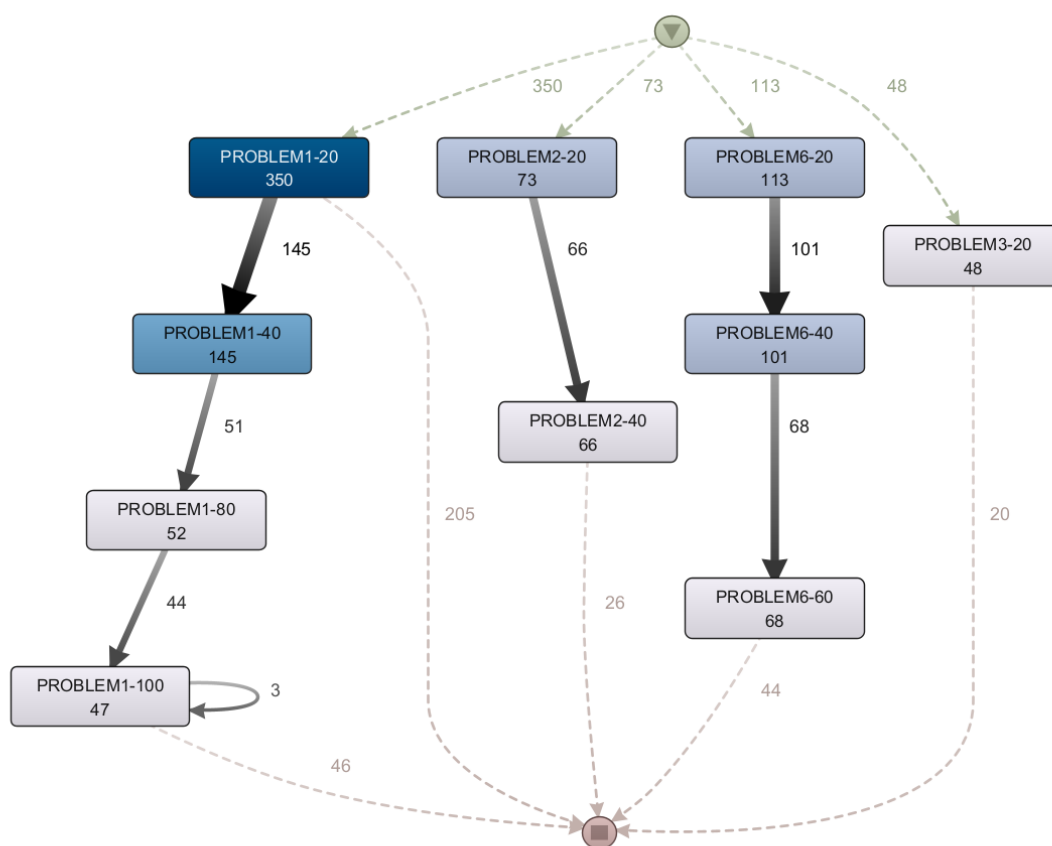 350
73
113
48
PROBLEM1-20
350
PROBLEM2-20
73
PROBLEM6-20
113
PROBLEM3-20
48
145
66
101
PROBLEM1-40
145
PROBLEM6-40
101
PROBLEM2-40
66
51
68
PROBLEM1-80
52
205
20
44
26
PROBLEM6-60
68
PROBLEM1-100
47
3
44
46